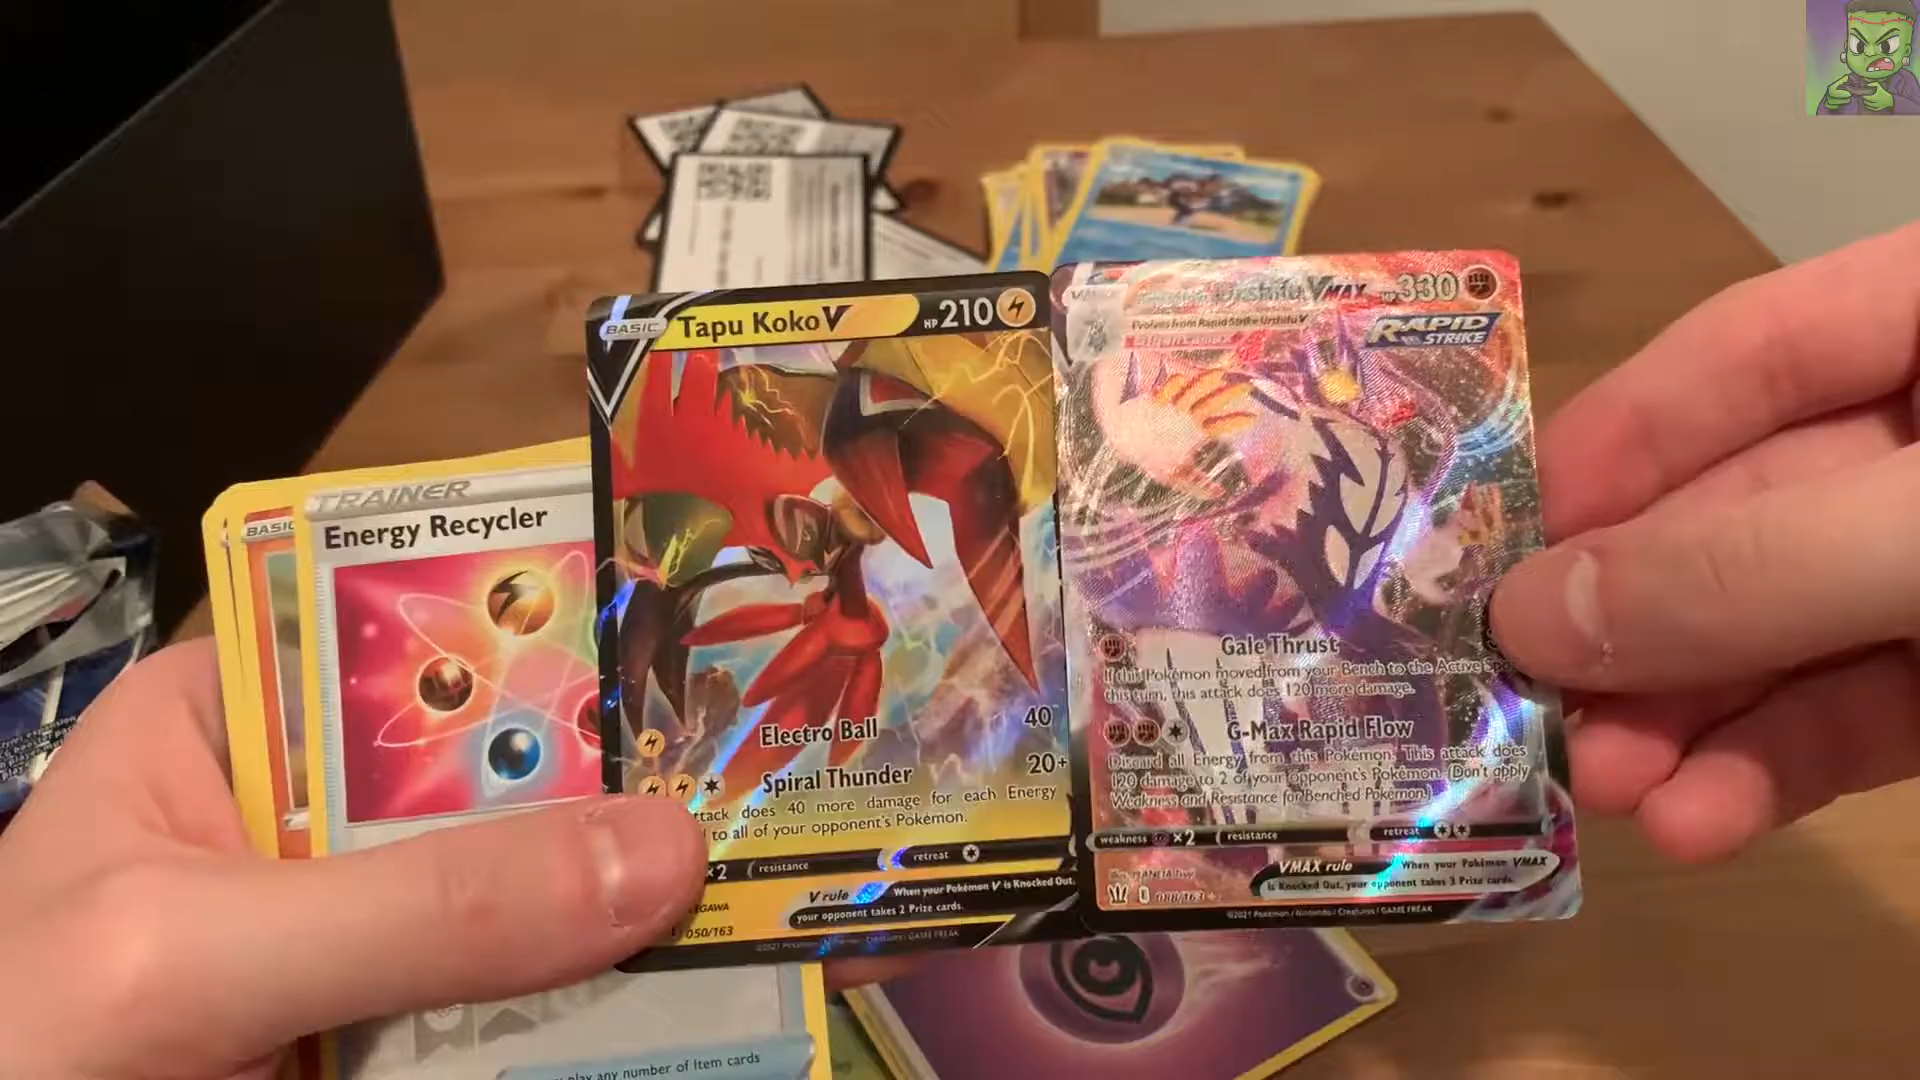 BASIC
Tapu Koko V
HP 210
Electro Ball
40
Spiral Thunder
20+
ttack does 40 more damage for each Energy
to all of your opponent's Pokémon.
×2
resistance
retreat
V rule
When your Pokémon V is Knocked Out,
your opponent takes 2 Prize cards.
050/163
Urshifu VMAX
330
Evolves from Rapid Strike Urshifu V
RAPID
STRIKE
Gale Thrust
If this Pokémon moved from your Bench to the Active Spo
this turn, this attack does 120 more damage.
G-Max Rapid Flow
Discard all Energy from this Pokémon. This attack does
120 damage to 2 of your opponent's Pokémon. (Don't apply
Weakness and Resistance for Benched Pokémon.)
weakness ×2
resistance
retreat
VMAX rule
When your Pokémon VMAX
is Knocked Out, your opponent takes 3 Prize cards.
©2021 Pokémon / Nintendo / Creatures / GAME FREAK
TRAINER
Energy Recycler
BASIC
play any number of Item cards